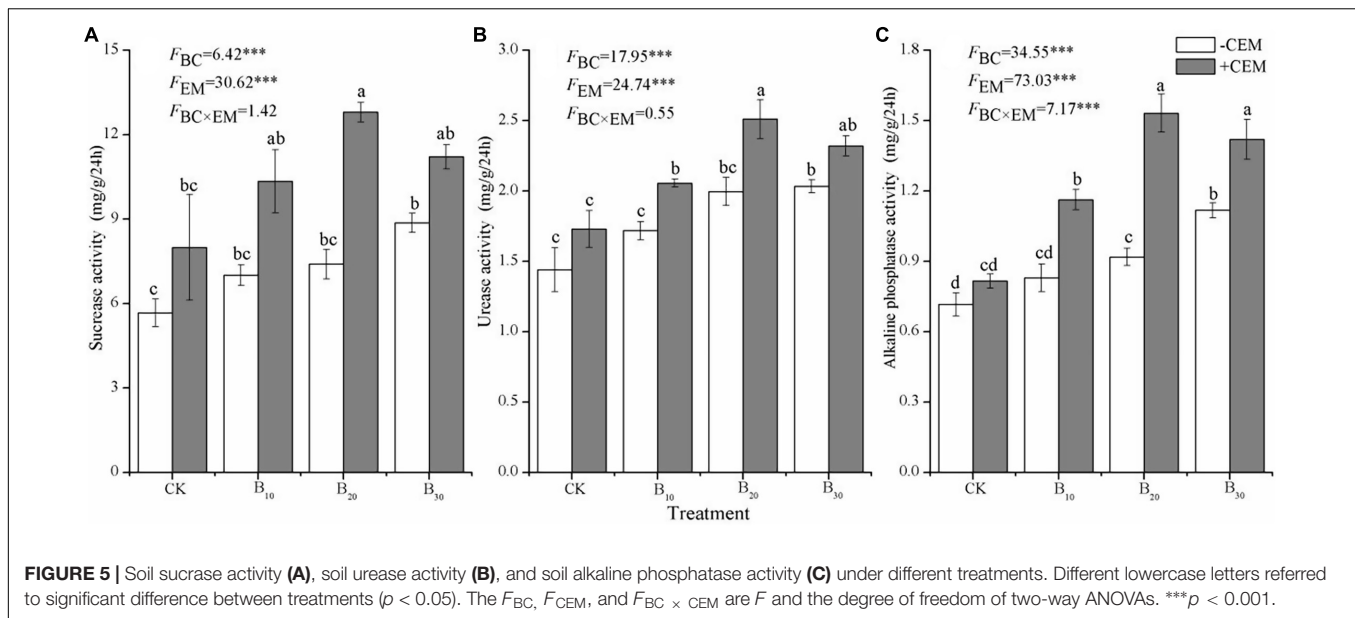 A
F_BC=6.42***
F_EM=30.62***
F_BC×EM=1.42
Sucrease activity (mg/g/24h)
15
12
9
6
3
0
c
bc
bc
ab
bc
a
b
ab
CK
B10
B20
B30
B
F_BC=17.95***
F_EM=24.74***
F_BC×EM=0.55
Urease activity (mg/g/24h)
3.0
2.5
2.0
1.5
1.0
0.5
0.0
c
c
c
b
bc
a
b
ab
CK
B10
B20
B30
Treatment
C
F_BC=34.55***
F_EM=73.03***
F_BC×EM=7.17***
-CEM
+CEM
Alkaline phosphatase activity (mg/g/24h)
1.8
1.5
1.2
0.9
0.6
0.3
0.0
d
cd
cd
b
c
a
b
a
CK
B10
B20
B30
FIGURE 5 | Soil sucrase activity (A), soil urease activity (B), and soil alkaline phosphatase activity (C) under different treatments. Different lowercase letters referred
to significant difference between treatments (p < 0.05). The F_BC, F_CEM, and F_BC × CEM are F and the degree of freedom of two-way ANOVAs. ***p < 0.001.